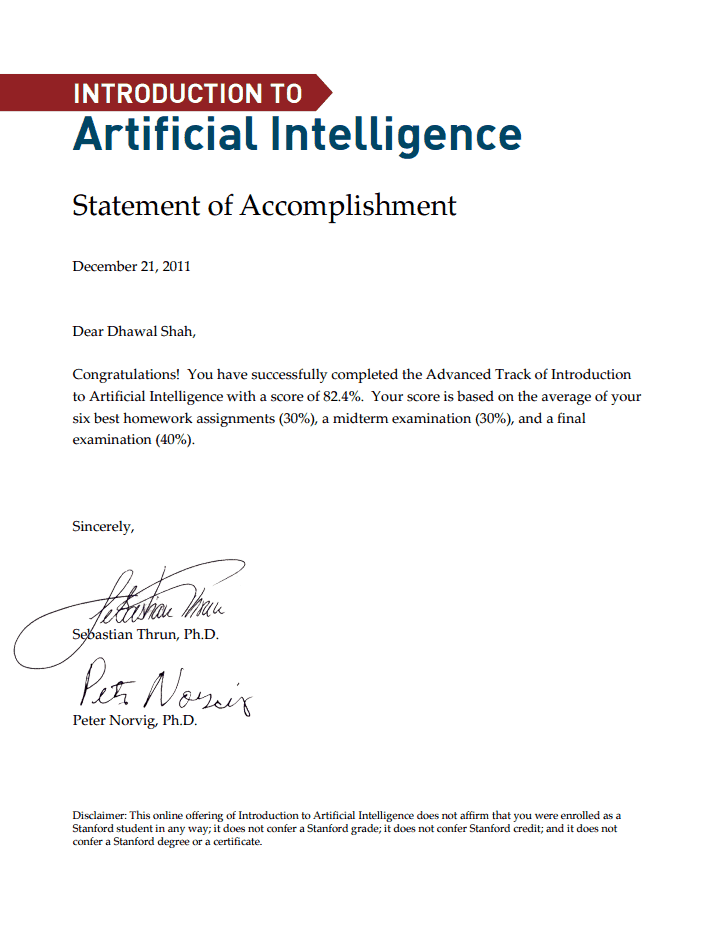 INTRODUCTION TO
Artificial Intelligence
Statement of Accomplishment
December 21, 2011
Dear Dhawal Shah,
Congratulations!  You have successfully completed the Advanced Track of Introduction
to Artificial Intelligence with a score of 82.4%.  Your score is based on the average of your
six best homework assignments (30%), a midterm examination (30%), and a final
examination (40%).
Sincerely,
Sebastian Thrun
Sebastian Thrun, Ph.D.
Peter Norvig
Peter Norvig, Ph.D.
Disclaimer: This online offering of Introduction to Artificial Intelligence does not affirm that you were enrolled as a
Stanford student in any way; it does not confer a Stanford grade; it does not confer Stanford credit; and it does not
confer a Stanford degree or a certificate.